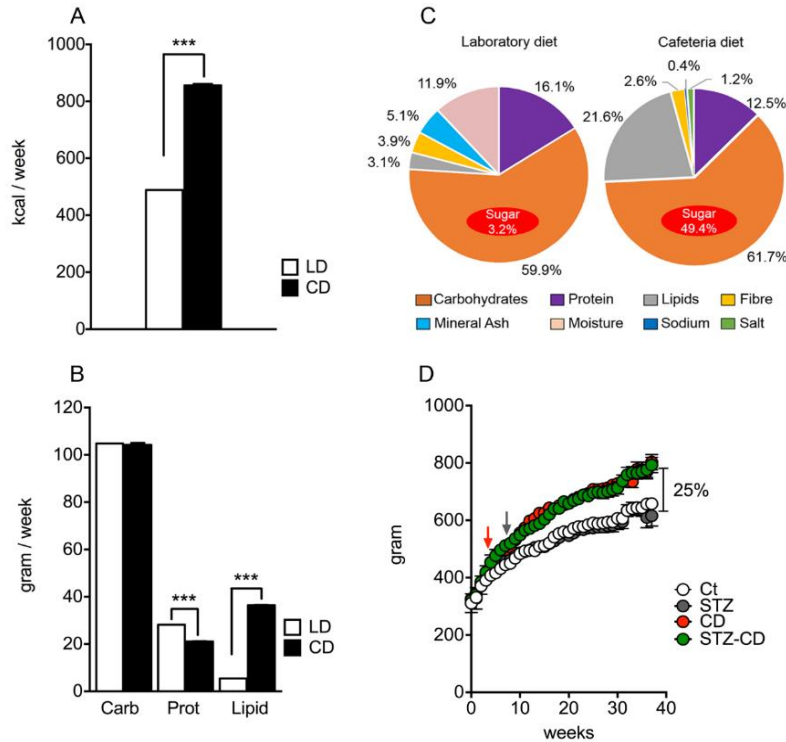 A
1000
800
600
400
200
0
kcal / week
***
LD
CD
C
Laboratory diet
11.9%
16.1%
5.1%
3.9%
3.1%
Sugar
3.2%
59.9%
Cafeteria diet
0.4%
2.6%
1.2%
21.6%
12.5%
Sugar
49.4%
61.7%
Carbohydrates Protein Lipids Fibre
Mineral Ash Moisture Sodium Salt
B
120
100
80
60
40
20
0
gram / week
***
***
LD
CD
Carb Prot Lipid
D
1000
800
600
400
200
0
gram
25%
Ct
STZ
CD
STZ-CD
0 10 20 30 40
weeks